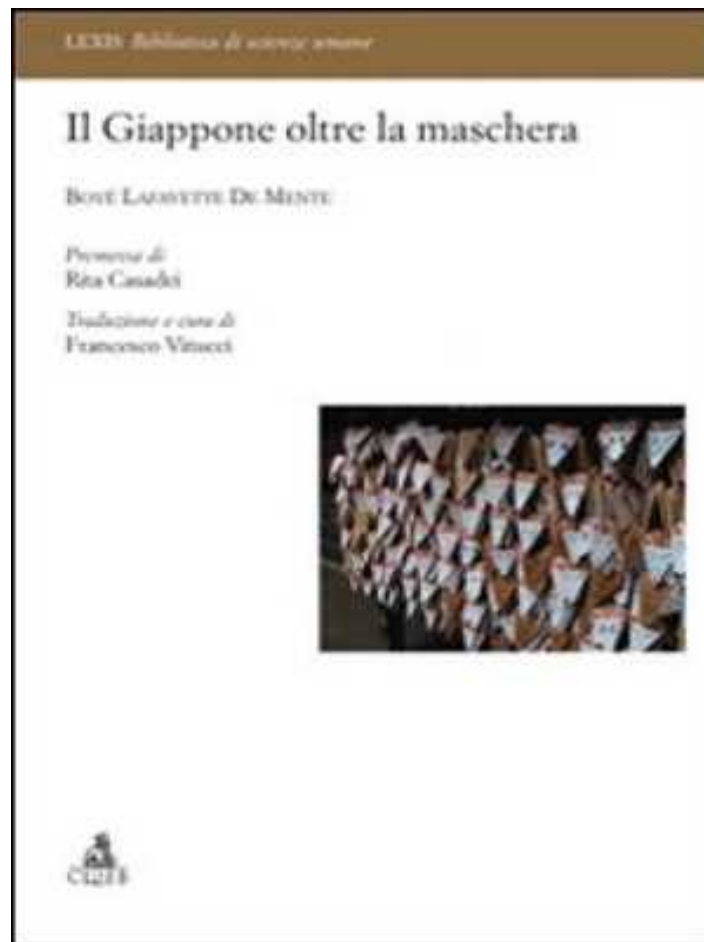 LEXIS Biblioteca di scienze umane
Il Giappone oltre la maschera
BOYÉ LAFAYETTE DE MENTE
Premessa di
Rita Casadei
Traduzione e cura di
Francesco Vitucci
CLUEB